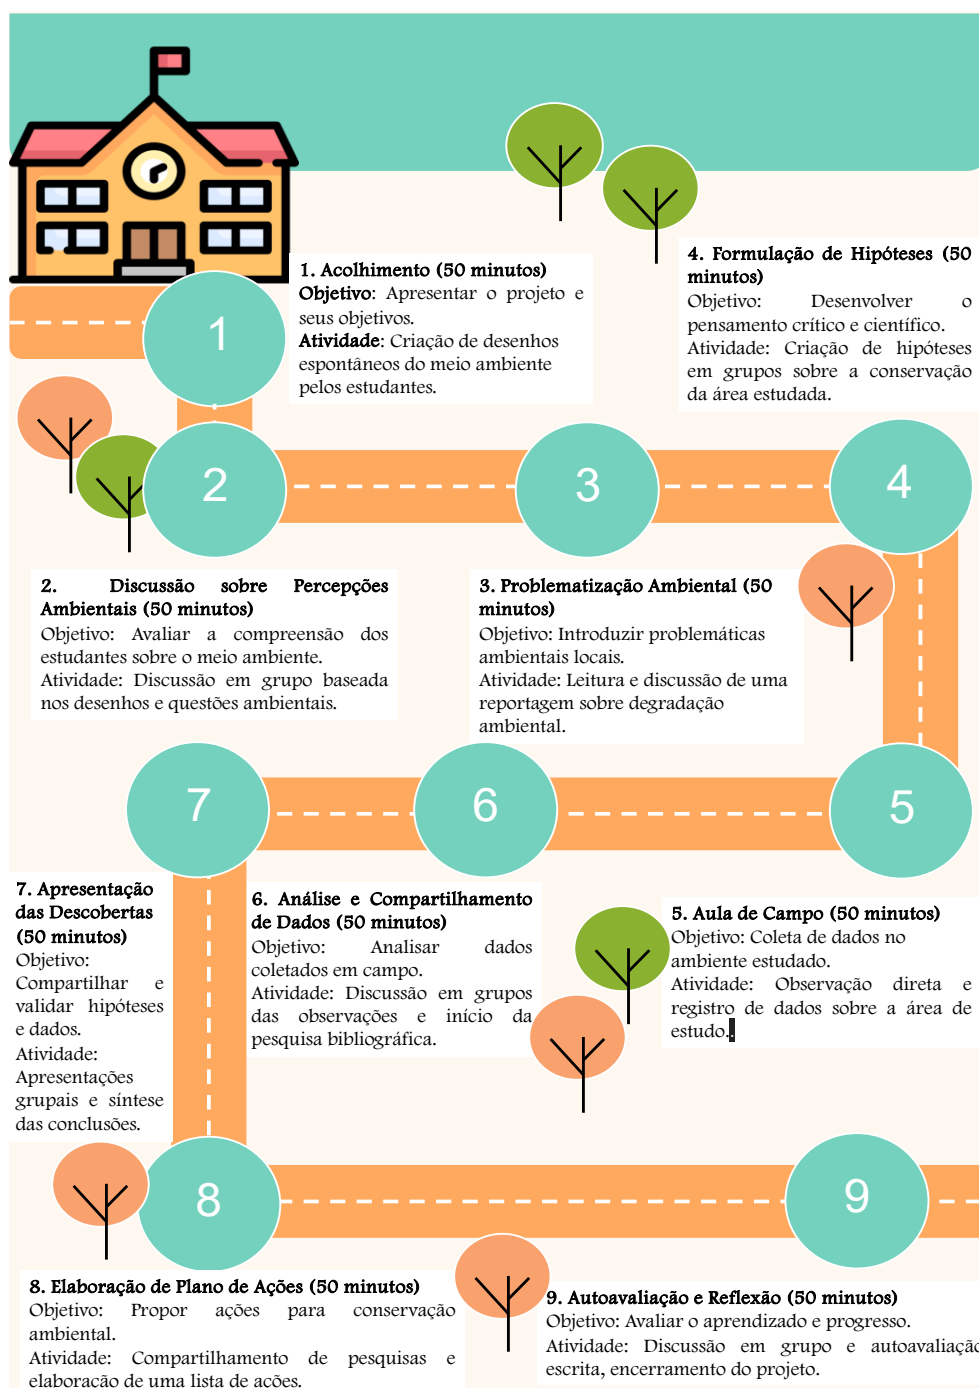 1. Acolhimento (50 minutos)
Objetivo: Apresentar o projeto e
seus objetivos.
Atividade: Criação de desenhos
espontâneos do meio ambiente
pelos estudantes.
4. Formulação de Hipóteses (50
minutos)
Objetivo: Desenvolver o
pensamento crítico e científico.
Atividade: Criação de hipóteses
em grupos sobre a conservação
da área estudada.
1
2
3
4
2. Discussão sobre Percepções
Ambientais (50 minutos)
Objetivo: Avaliar a compreensão dos
estudantes sobre o meio ambiente.
Atividade: Discussão em grupo baseada
nos desenhos e questões ambientais.
3. Problematização Ambiental (50
minutos)
Objetivo: Introduzir problemáticas
ambientais locais.
Atividade: Leitura e discussão de uma
reportagem sobre degradação
ambiental.
7
6
5
7. Apresentação
das Descobertas
(50 minutos)
Objetivo:
Compartilhar e
validar hipóteses
e dados.
Atividade:
Apresentações
grupais e síntese
das conclusões.
6. Análise e Compartilhamento
de Dados (50 minutos)
Objetivo: Analisar dados
coletados em campo.
Atividade: Discussão em grupos
das observações e início da
pesquisa bibliográfica.
5. Aula de Campo (50 minutos)
Objetivo: Coleta de dados no
ambiente estudado.
Atividade: Observação direta e
registro de dados sobre a área de
estudo..
8
9
8. Elaboração de Plano de Ações (50 minutos)
Objetivo: Propor ações para conservação
ambiental.
Atividade: Compartilhamento de pesquisas e
elaboração de uma lista de ações.
9. Autoavaliação e Reflexão (50 minutos)
Objetivo: Avaliar o aprendizado e progresso.
Atividade: Discussão em grupo e autoavaliação
escrita, encerramento do projeto.